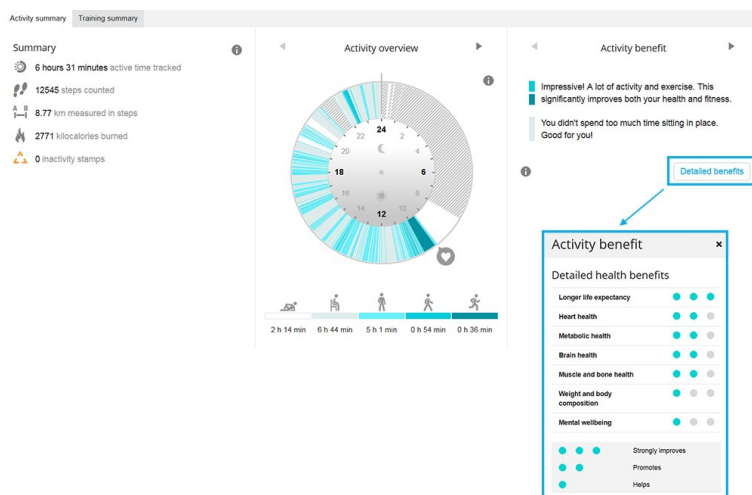 Activity summary
Training summary
Summary
6 hours 31 minutes active time tracked
12545 steps counted
A B
8.77 km measured in steps
2771 kilocalories burned
0 inactivity stamps
Activity overview
24
22
2
20
4
18
6
16
8
14
10
12
2 h 14 min
6 h 44 min
5 h 1 min
0 h 54 min
0 h 36 min
Activity benefit
Impressive! A lot of activity and exercise. This
significantly improves both your health and fitness.
You didn't spend too much time sitting in place.
Good for you!
Detailed benefits
Activity benefit
×
Detailed health benefits
Longer life expectancy
Heart health
Metabolic health
Brain health
Muscle and bone health
Weight and body
composition
Mental wellbeing
Strongly improves
Promotes
Helps